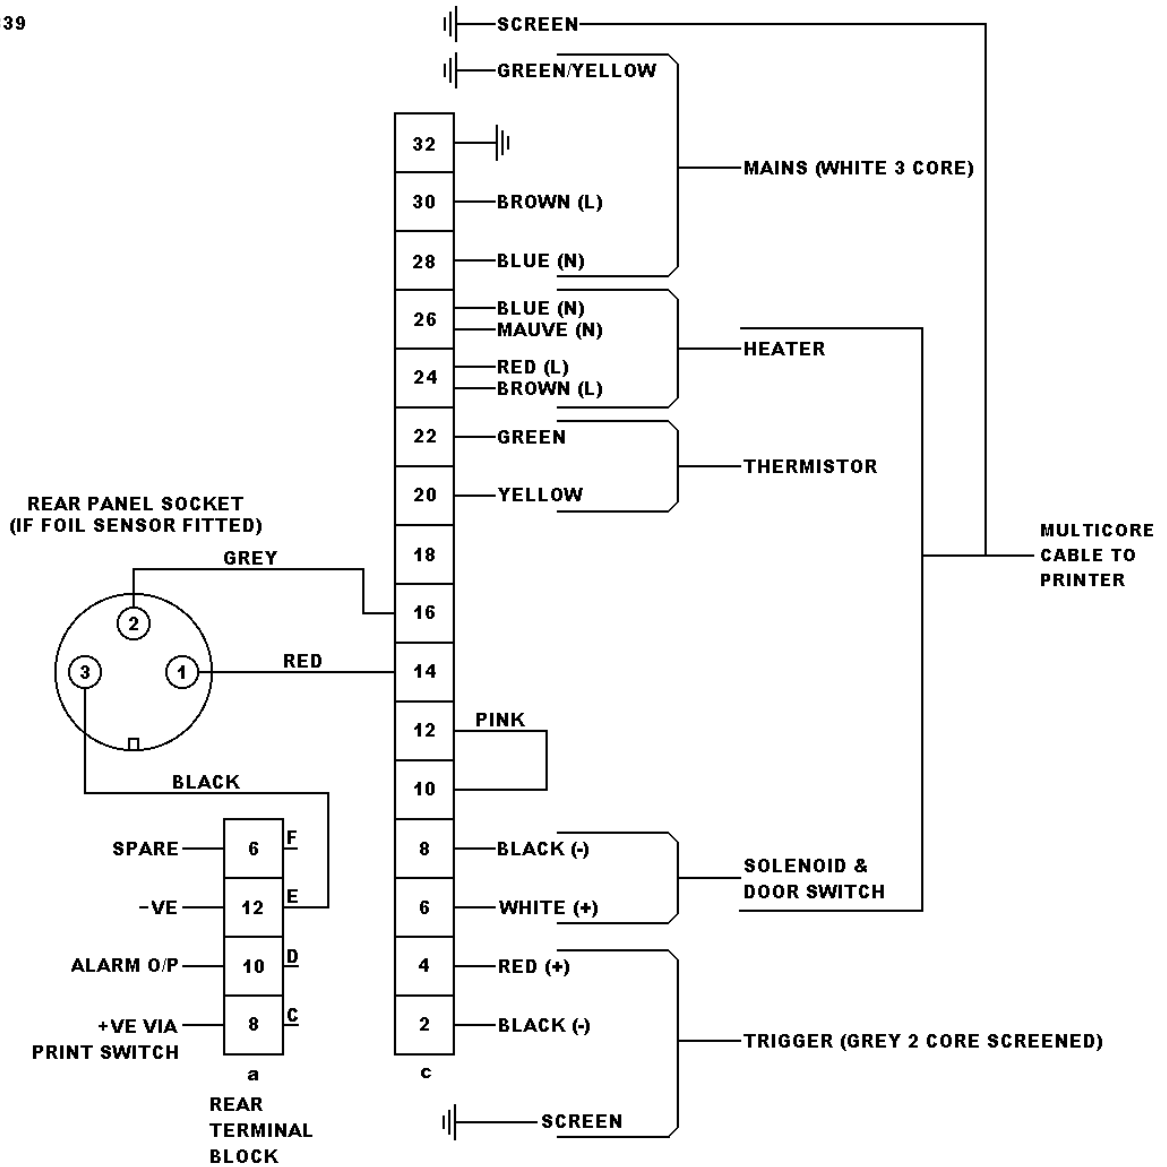 39
SCREEN
GREEN/YELLOW
32
MAINS (WHITE 3 CORE)
30
BROWN (L)
28
BLUE (N)
26
BLUE (N)
MAUVE (N)
HEATER
24
RED (L)
BROWN (L)
22
GREEN
THERMISTOR
20
YELLOW
REAR PANEL SOCKET
(IF FOIL SENSOR FITTED)
MULTICORE
CABLE TO
PRINTER
18
GREY
16
2
3
1
RED
14
PINK
12
10
BLACK
SPARE
6
F
8
BLACK (-)
SOLENOID &
DOOR SWITCH
-VE
12
E
6
WHITE (+)
ALARM O/P
10
D
4
RED (+)
+VE VIA
PRINT SWITCH
8
C
2
BLACK (-)
TRIGGER (GREY 2 CORE SCREENED)
a
c
REAR
TERMINAL
BLOCK
SCREEN